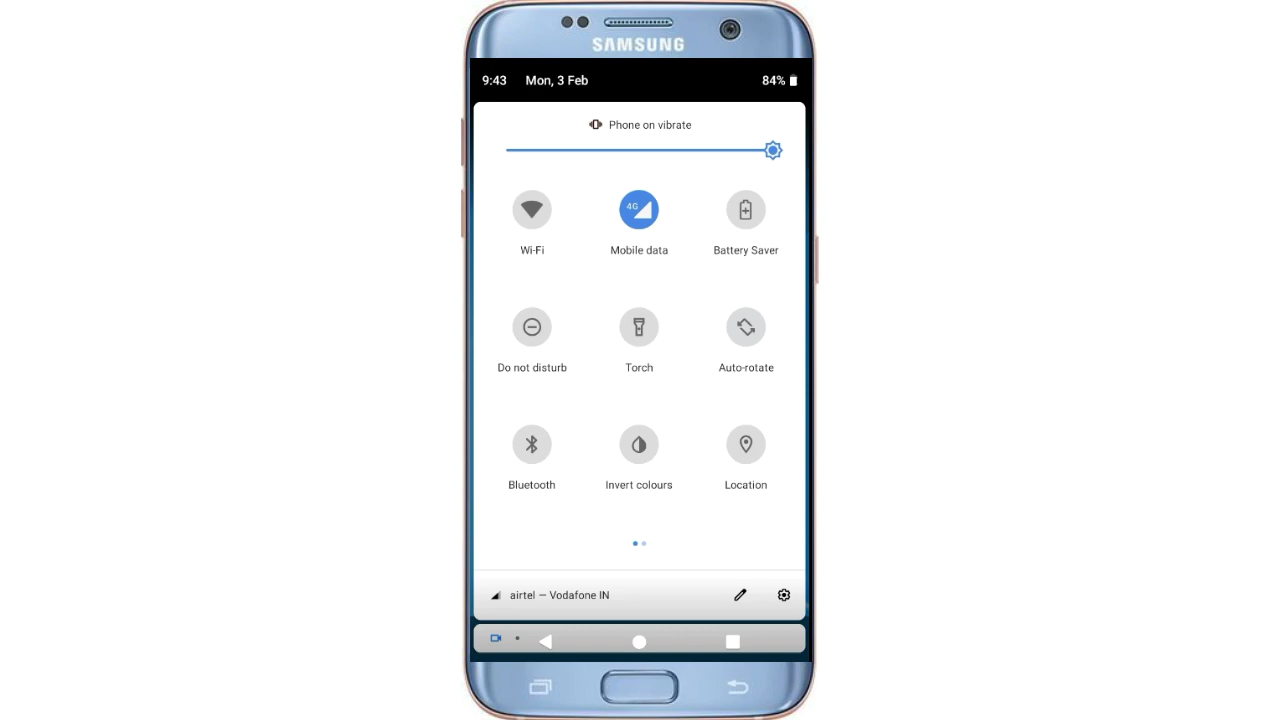 SAMSUNG
9:43 Mon, 3 Feb 84%
Phone on vibrate
4G
Wi-Fi Mobile data Battery Saver
Do not disturb Torch Auto-rotate
Bluetooth Invert colours Location
airtel — Vodafone IN